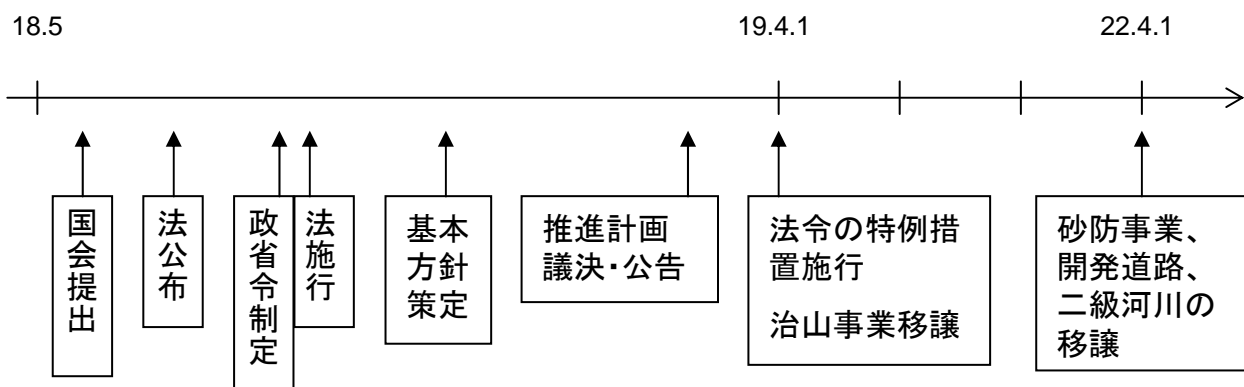 18.5
19.4.1
22.4.1
国会提出
法公布
政省令制定
法施行
基本
方針
策定
推進計画
議決・公告
法令の特例措
置施行
治山事業移譲
砂防事業、
開発道路、
二級河川の
移譲